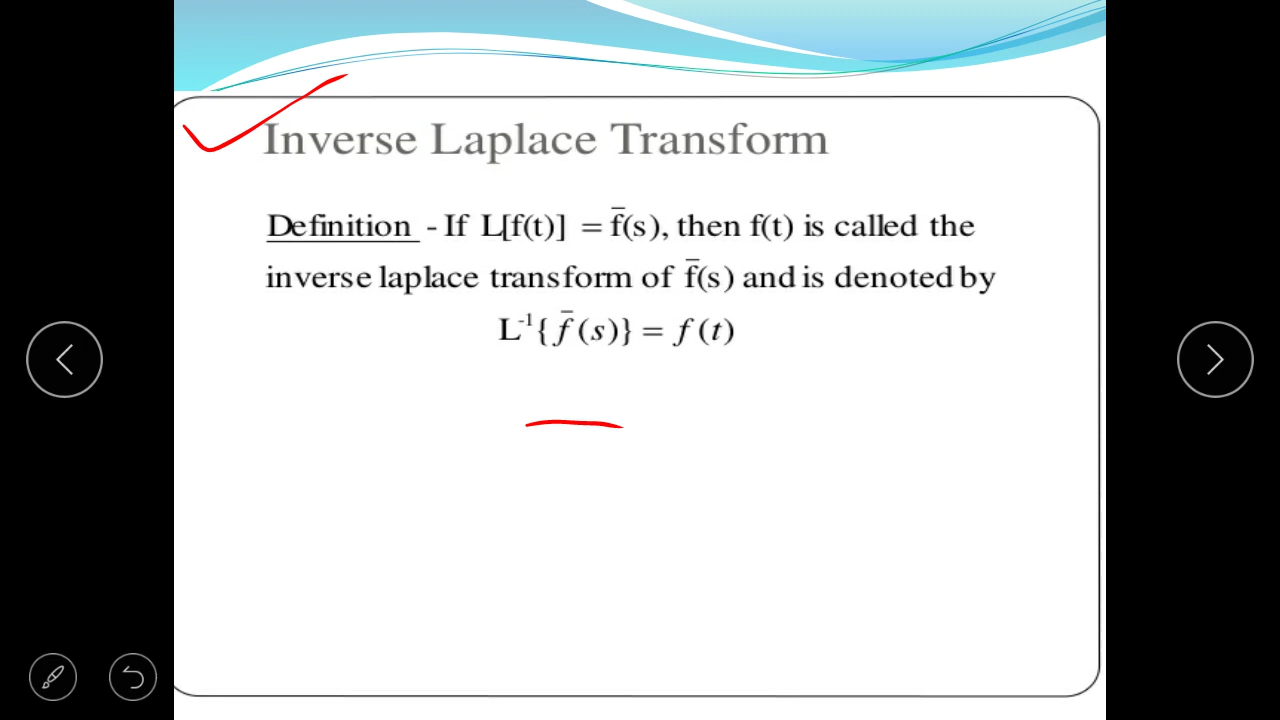 Inverse Laplace Transform
Definition - If L[f(t)] = f̅(s), then f(t) is called the
inverse laplace transform of f̅(s) and is denoted by
L⁻¹{f̅(s)} = f(t)